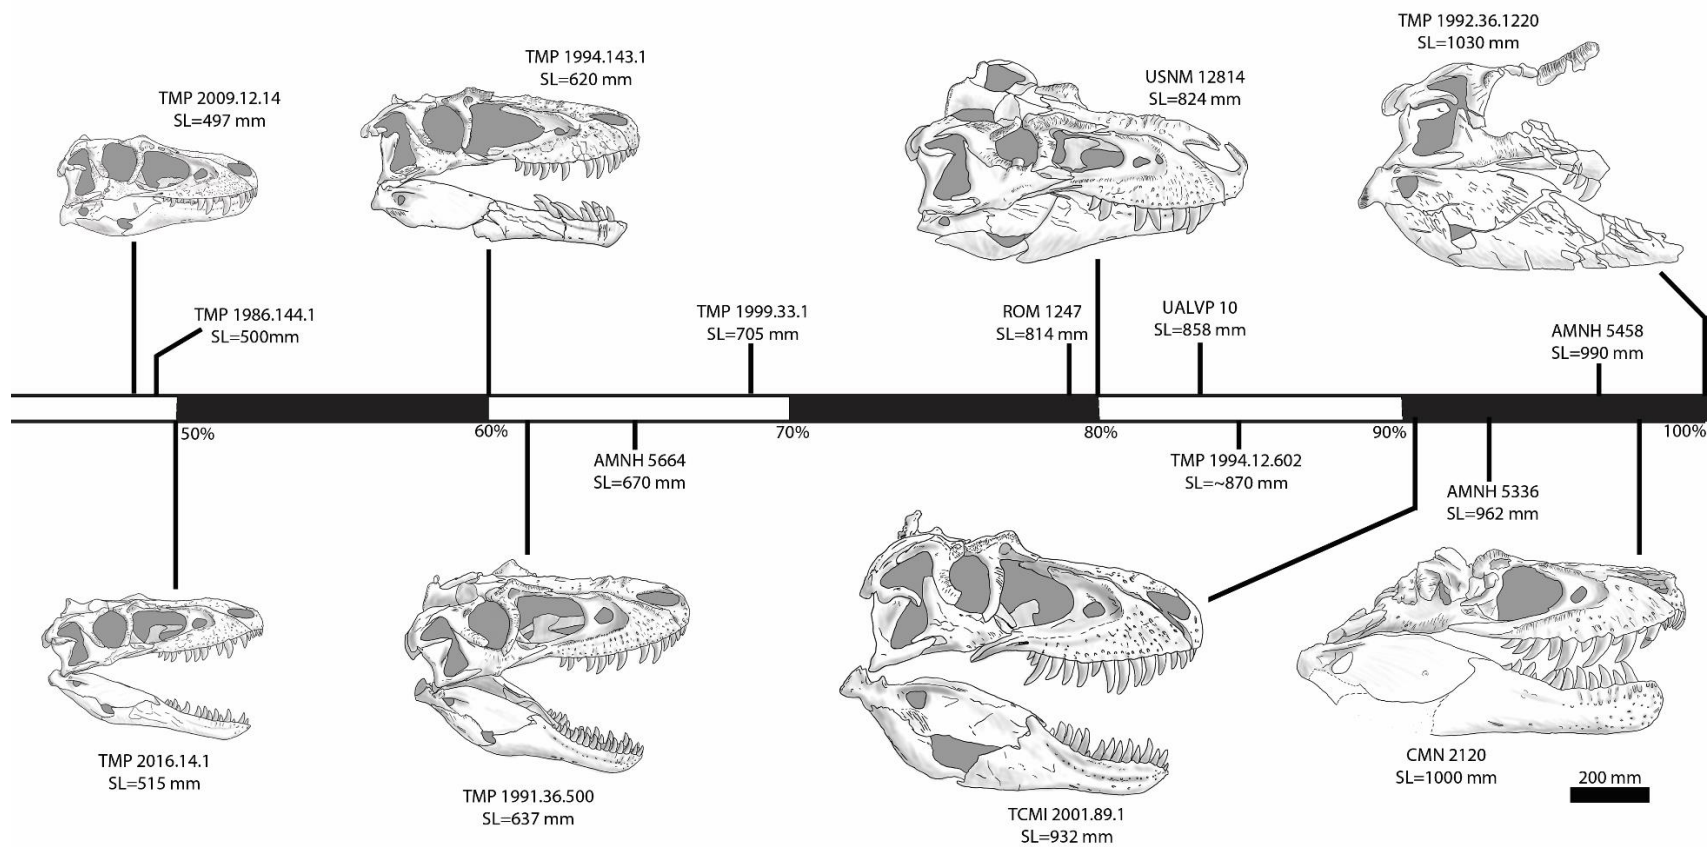 TMP 1992.36.1220
SL=1030 mm
TMP 1994.143.1
SL=620 mm
USNM 12814
SL=824 mm
TMP 2009.12.14
SL=497 mm
TMP 1986.144.1
SL=500mm
TMP 1999.33.1
SL=705 mm
ROM 1247
SL=814 mm
UALVP 10
SL=858 mm
AMNH 5458
SL=990 mm
50%
60%
70%
80%
90%
100%
AMNH 5664
SL=670 mm
TMP 1994.12.602
SL=~870 mm
AMNH 5336
SL=962 mm
TMP 2016.14.1
SL=515 mm
TMP 1991.36.500
SL=637 mm
TCMI 2001.89.1
SL=932 mm
CMN 2120
SL=1000 mm
200 mm